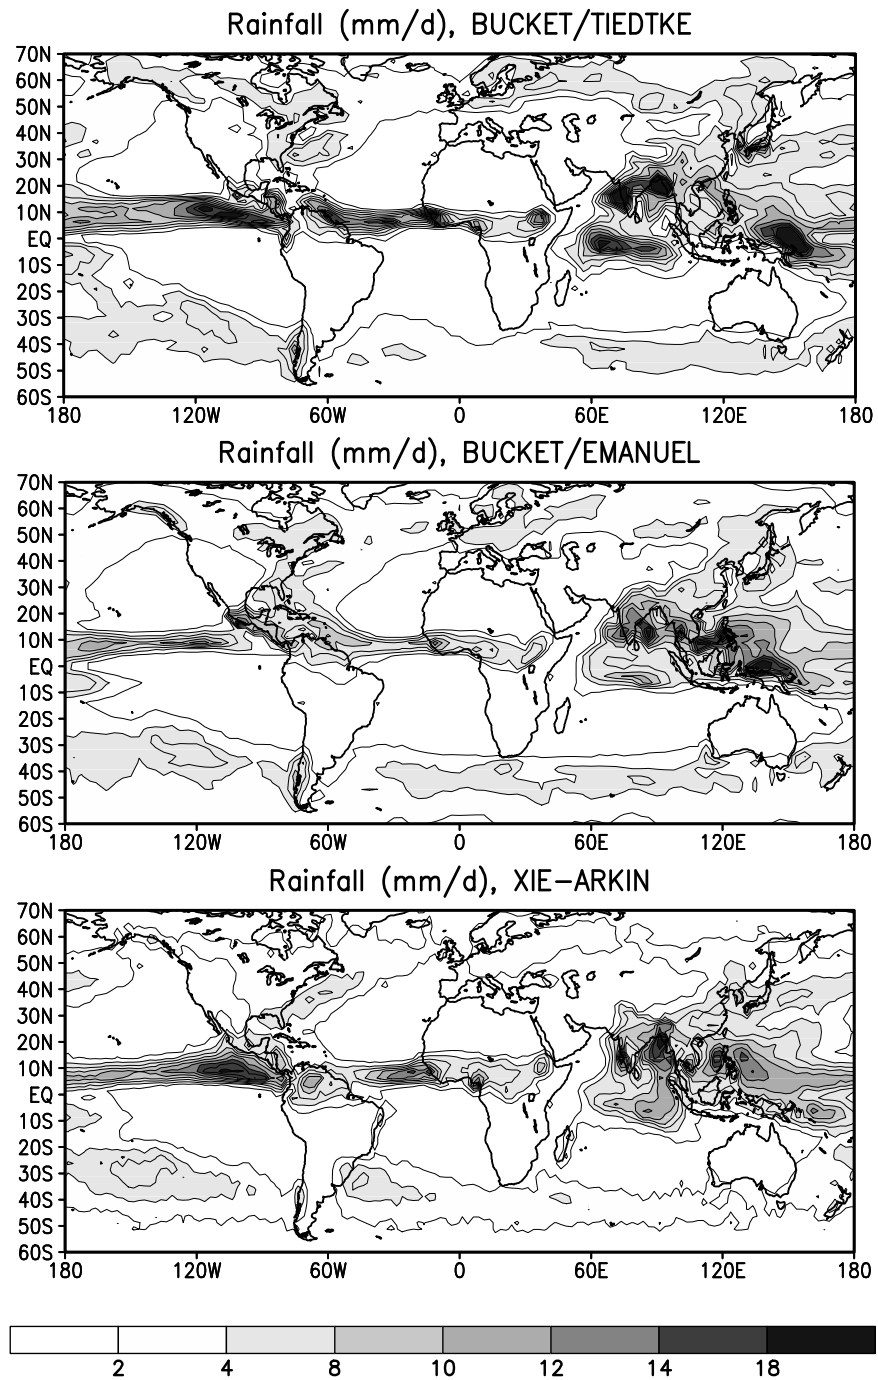 Rainfall (mm/d), BUCKET/TIEDTKE
70N
60N
50N
40N
30N
20N
10N
EQ
10S
20S
30S
40S
50S
60S
180 120W 60W 0 60E 120E 180
Rainfall (mm/d), BUCKET/EMANUEL
70N
60N
50N
40N
30N
20N
10N
EQ
10S
20S
30S
40S
50S
60S
180 120W 60W 0 60E 120E 180
Rainfall (mm/d), XIE-ARKIN
70N
60N
50N
40N
30N
20N
10N
EQ
10S
20S
30S
40S
50S
60S
180 120W 60W 0 60E 120E 180
2 4 8 10 12 14 18